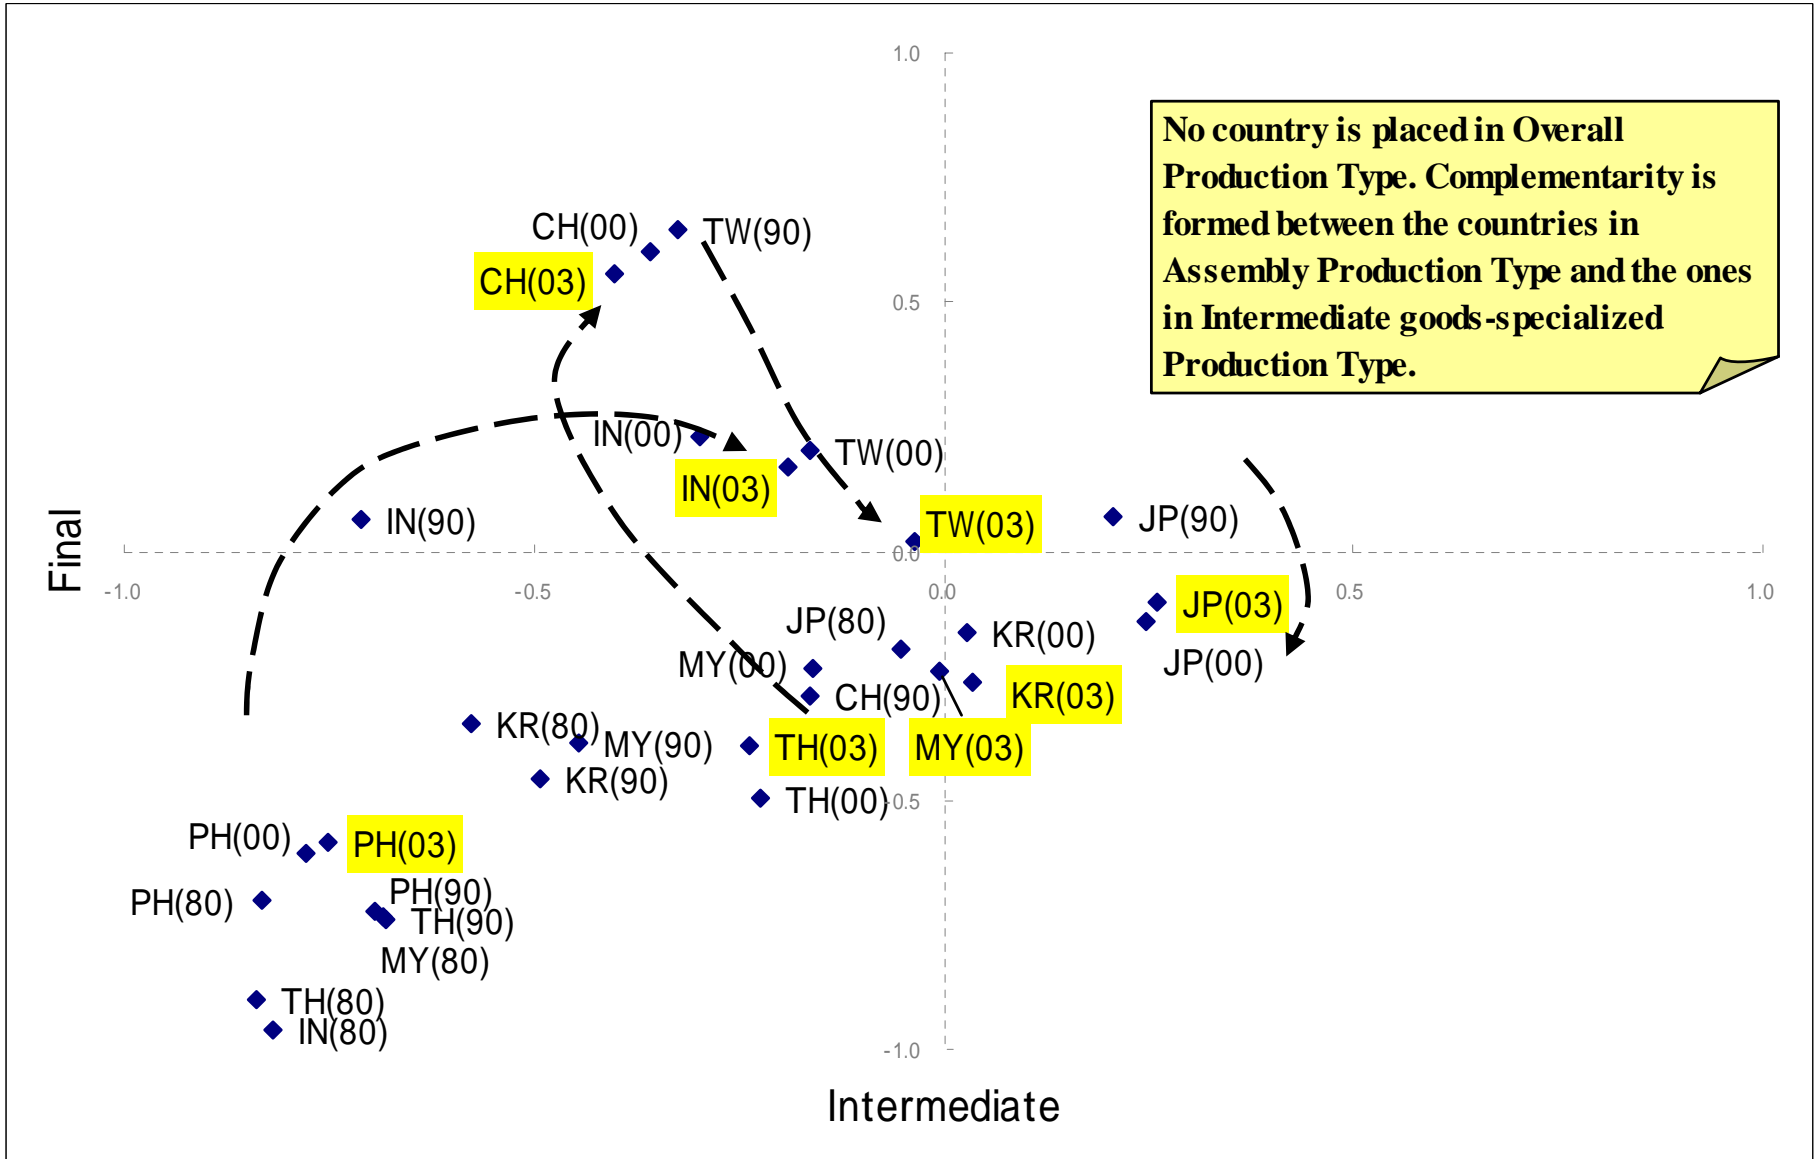 1.0
No country is placed in Overall
Production Type. Complementarity is
formed between the countries in
Assembly Production Type and the ones
in Intermediate goods-specialized
Production Type.
CH(00)
TW(90)
CH(03)
0.5
IN(00)
TW(00)
IN(03)
IN(90)
TW(03)
JP(90)
Final
0.0
-1.0
-0.5
0.0
0.5
1.0
JP(03)
JP(80)
KR(00)
MY(00)
JP(00)
CH(90)
KR(03)
KR(80)
MY(90)
TH(03)
MY(03)
KR(90)
TH(00)
-0.5
PH(00)
PH(03)
PH(80)
PH(90)
TH(90)
MY(80)
TH(80)
IN(80)
-1.0
Intermediate